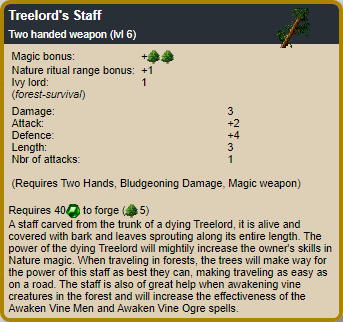 Treelord's Staff
Two handed weapon (lvl 6)
Magic bonus: +
Nature ritual range bonus: +1
Ivy lord: 1
(forest-survival)
Damage: 3
Attack: +2
Defence: +4
Length: 3
Nbr of attacks: 1
(Requires Two Hands, Bludgeoning Damage, Magic weapon)
Requires 40 to forge ( 5)
A staff carved from the trunk of a dying Treelord, it is alive and
covered with bark and leaves sprouting along its entire length. The
power of the dying Treelord will mightily increase the owner's skills in
Nature magic. When traveling in forests, the trees will make way for
the power of this staff as best they can, making traveling as easy as
on a road. The staff is also of great help when awakening vine
creatures in the forest and will increase the effectiveness of the
Awaken Vine Men and Awaken Vine Ogre spells.